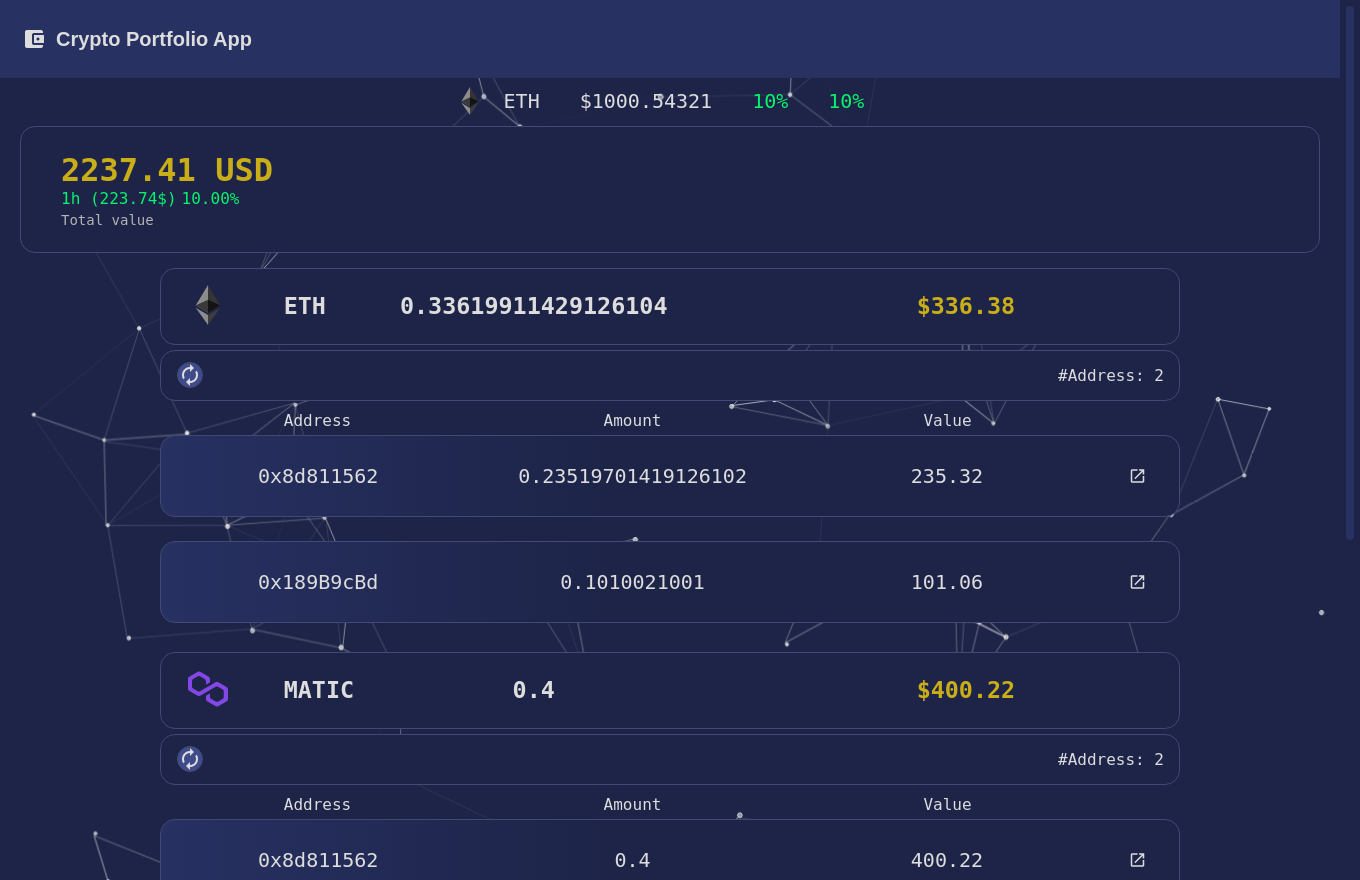 Crypto Portfolio App
ETH $1000.54321 10% 10%
2237.41 USD
1h (223.74$) 10.00%
Total value
ETH 0.33619911429126104 $336.38
#Address: 2
Address Amount Value
0x8d811562 0.23519701419126102 235.32
0x189B9cBd 0.1010021001 101.06
MATIC 0.4 $400.22
#Address: 2
Address Amount Value
0x8d811562 0.4 400.22